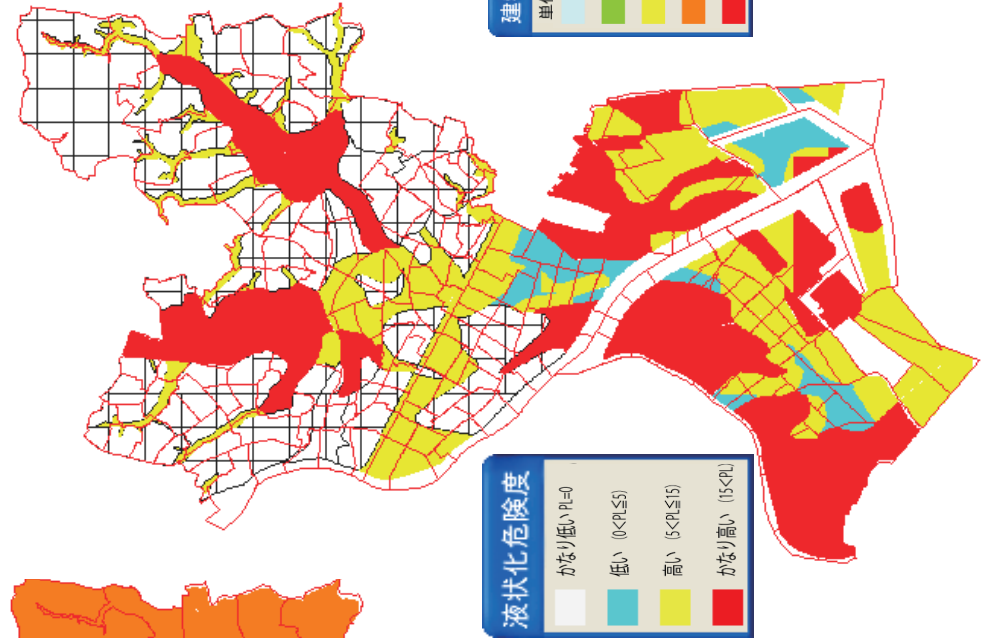 液状化危険度
かなり低い PL=0
低い (0<PL≦5)
高い (5<PL≦15)
かなり高い (15<PL)
建
単